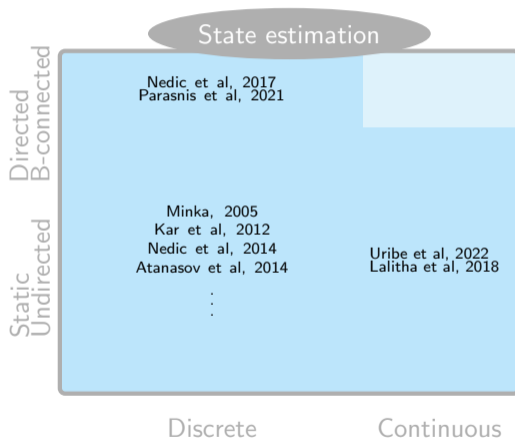 State estimation
Directed
B-connected
Nedic et al, 2017
Parasnis et al, 2021
Static
Undirected
Minka, 2005
Kar et al, 2012
Nedic et al, 2014
Atanasov et al, 2014
.
.
.
Uribe et al, 2022
Lalitha et al, 2018
Discrete
Continuous